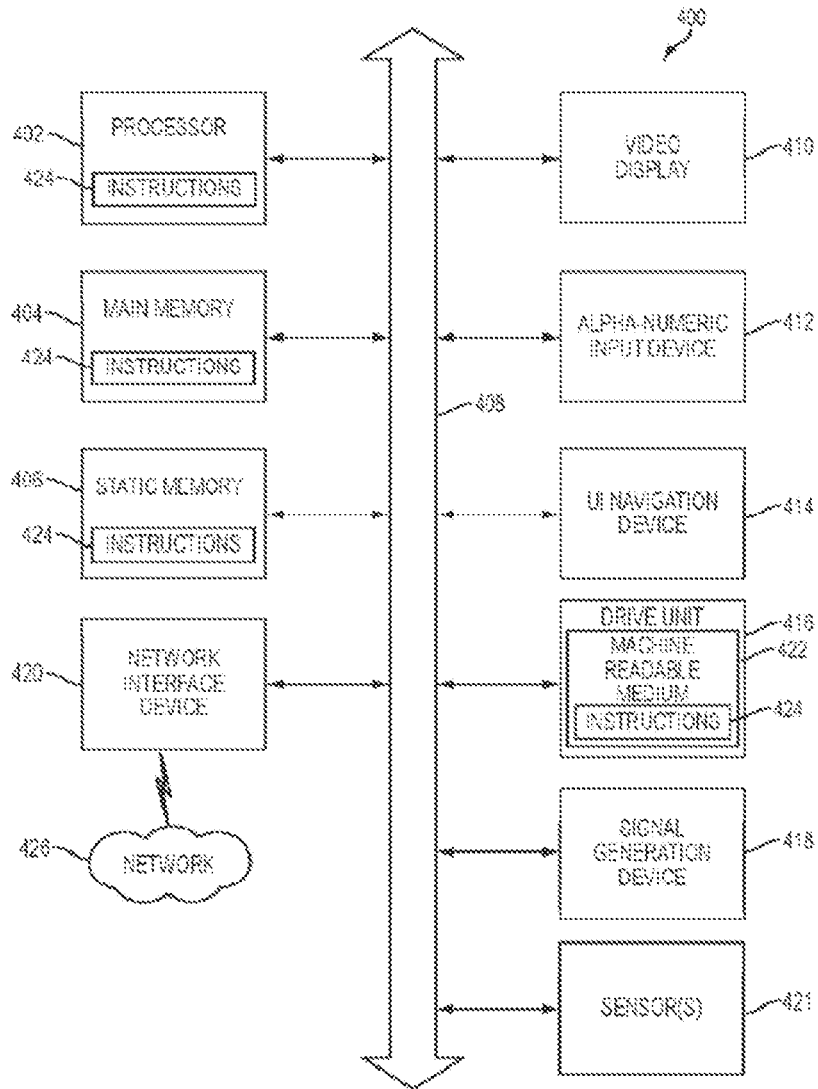 400
402
PROCESSOR
424
INSTRUCTIONS
VIDEO
DISPLAY
410
404
MAIN MEMORY
424
INSTRUCTIONS
ALPHA-NUMERIC
INPUT DEVICE
412
408
406
STATIC MEMORY
424
INSTRUCTIONS
UI NAVIGATION
DEVICE
414
420
NETWORK
INTERFACE
DEVICE
DRIVE UNIT
416
MACHINE
READABLE
MEDIUM
422
INSTRUCTIONS
424
426
NETWORK
SIGNAL
GENERATION
DEVICE
418
SENSOR(S)
421